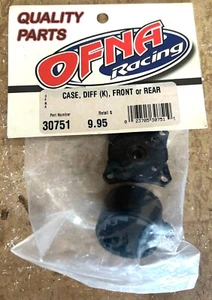 QUALITY
PARTS
OFNA
Racing
CASE, DIFF (K), FRONT or REAR
Part Number
Retail $
30751
9.95